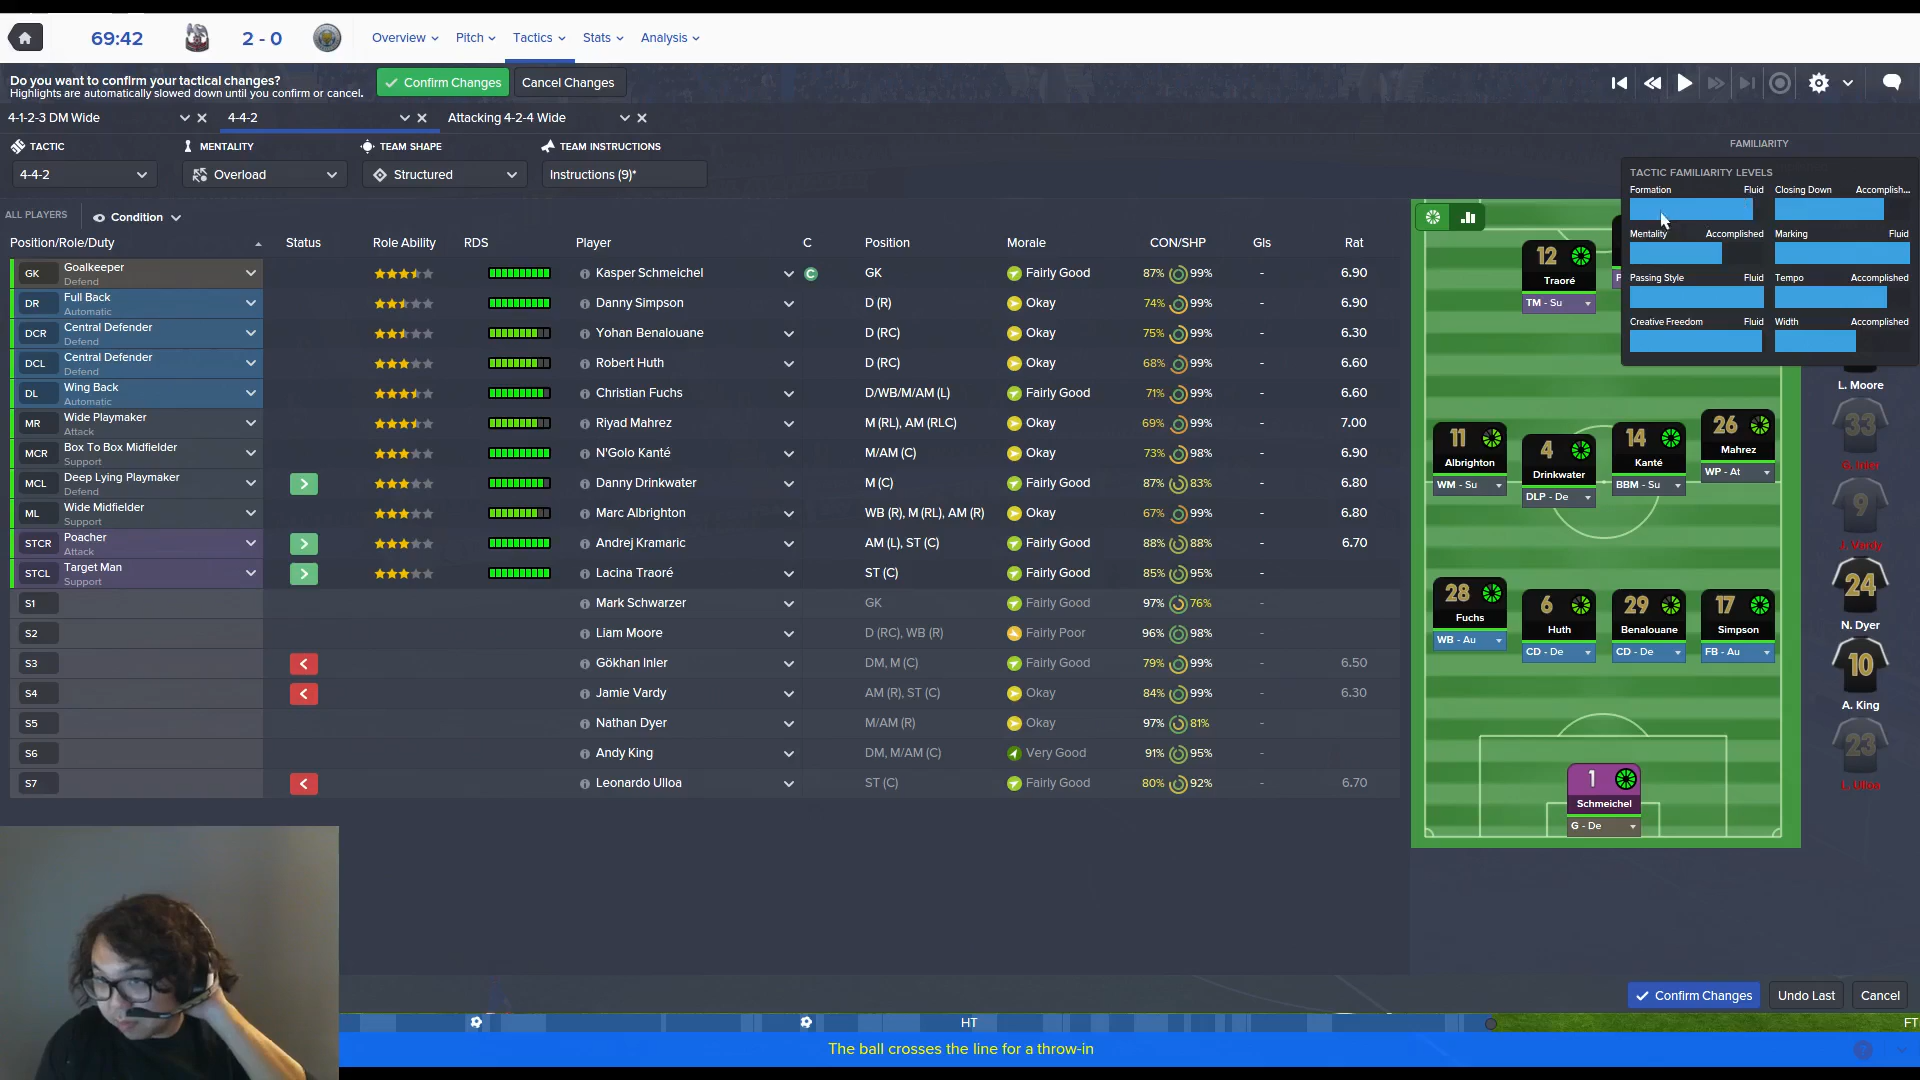 69:42 2 - 0 Overview Pitch Tactics Stats Analysis
Do you want to confirm your tactical changes?
Highlights are automatically slowed down until you confirm or cancel.
Confirm Changes Cancel Changes
4-1-2-3 DM Wide 4-4-2 Attacking 4-2-4 Wide
TACTIC MENTALITY TEAM SHAPE TEAM INSTRUCTIONS FAMILIARITY
4-4-2 Overload Structured Instructions (9)*
ALL PLAYERS Condition
Position/Role/Duty Status Role Ability RDS Player C Position Morale CON/SHP Gls Rat
GK Goalkeeper Defend Kasper Schmeichel C GK Fairly Good 87% 99% - 6.90
DR Full Back Automatic Danny Simpson D (R) Okay 74% 99% - 6.90
DCR Central Defender Defend Yohan Benalouane D (RC) Okay 75% 99% - 6.30
DCL Central Defender Defend Robert Huth D (RC) Okay 68% 99% - 6.60
DL Wing Back Automatic Christian Fuchs D/WB/M/AM (L) Fairly Good 71% 99% - 6.60
MR Wide Playmaker Attack Riyad Mahrez M (RL), AM (RLC) Okay 69% 99% - 7.00
MCR Box To Box Midfielder Support N'Golo Kanté M/AM (C) Okay 73% 98% - 6.90
MCL Deep Lying Playmaker Defend Danny Drinkwater M (C) Fairly Good 87% 83% - 6.80
ML Wide Midfielder Support Marc Albrighton WB (R), M (RL), AM (R) Okay 67% 99% - 6.80
STCR Poacher Attack Andrej Kramaric AM (L), ST (C) Fairly Good 88% 88% - 6.70
STCL Target Man Support Lacina Traoré ST (C) Fairly Good 85% 95% -
S1 Mark Schwarzer GK Fairly Good 97% 76% -
S2 Liam Moore D (RC), WB (R) Fairly Poor 96% 98% -
S3 Gökhan Inler DM, M (C) Fairly Good 79% 99% - 6.50
S4 Jamie Vardy AM (R), ST (C) Okay 84% 99% - 6.30
S5 Nathan Dyer M/AM (R) Okay 97% 81% -
S6 Andy King DM, M/AM (C) Very Good 91% 95% -
S7 Leonardo Ulloa ST (C) Fairly Good 80% 92% - 6.70
TACTIC FAMILIARITY LEVELS
Formation Fluid Closing Down Accomplish...
Mentality Accomplished Marking Fluid
Passing Style Fluid Tempo Accomplished
Creative Freedom Fluid Width Accomplished
12
Traoré
TM - Su
11 4 14 26
Albrighton Drinkwater Kanté Mahrez
WM - Su DLP - De BBM - Su WP - At
28 6 29 17
Fuchs Huth Benalouane Simpson
WB - Au CD - De CD - De FB - Au
1
Schmeichel
G - De
L. Moore
33
G. Inler
9
J. Vardy
24
N. Dyer
10
A. King
23
L. Ulloa
Confirm Changes Undo Last Cancel
HT FT
The ball crosses the line for a throw-in